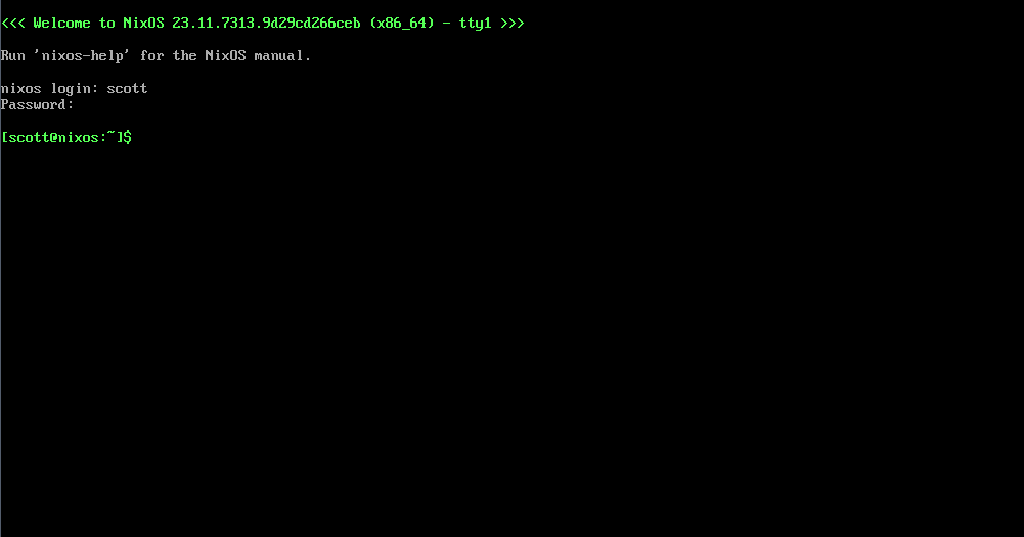 <<< Welcome to NixOS 23.11.7313.9d29cd266ceb (x86_64) - tty1 >>>
Run 'nixos-help' for the NixOS manual.
nixos login: scott
Password:
[scott@nixos:~]$